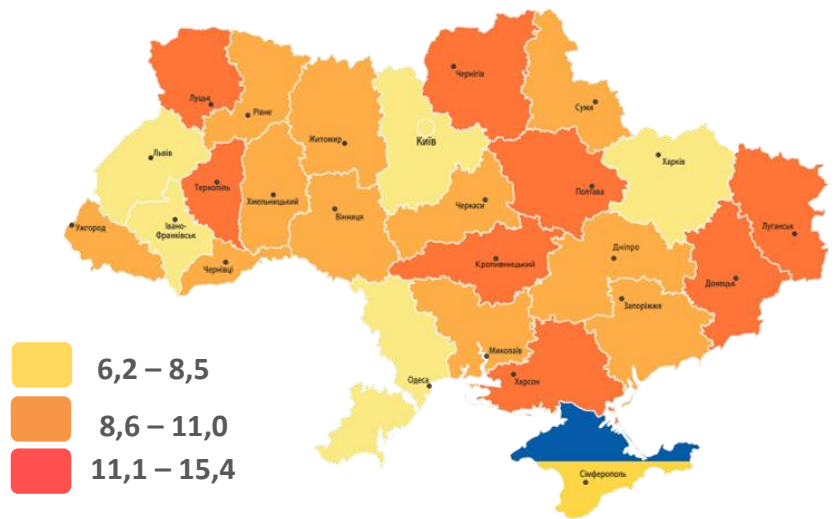 Чернігів
Луцьк
Рівне
Суми
Житомир
Київ
Львів
Харків
Тернопіль
Хмельницький
Полтава
Черкаси
Вінниця
Івано-
Франківськ
Ужгород
Луганськ
Чернівці
Кропивницький
Дніпро
Донецьк
Запоріжжя
Миколаїв
Одеса
Херсон
Сімферополь
6,2 – 8,5
8,6 – 11,0
11,1 – 15,4